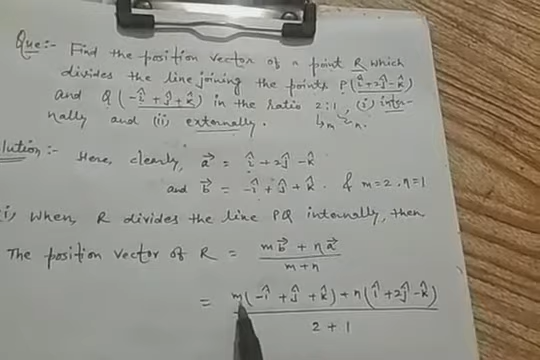 Que:- Find the position vector of a point R which
divides the line joining the points P(î+2ĵ-k̂)
and Q(-î+ĵ+k̂) in the ratio 2:1, (i) inter-
nally and (ii) externally. ↳m ↳n.
Solution:- Here, clearly, a⃗ = î+2ĵ-k̂
and b⃗ = -î+ĵ+k̂. & m=2, n=1
(i) When, R divides the line PQ internally, then
The position vector of R = (mb⃗ + na⃗)/(m+n)
= (m(-î+ĵ+k̂)+n(î+2ĵ-k̂))/(2+1)